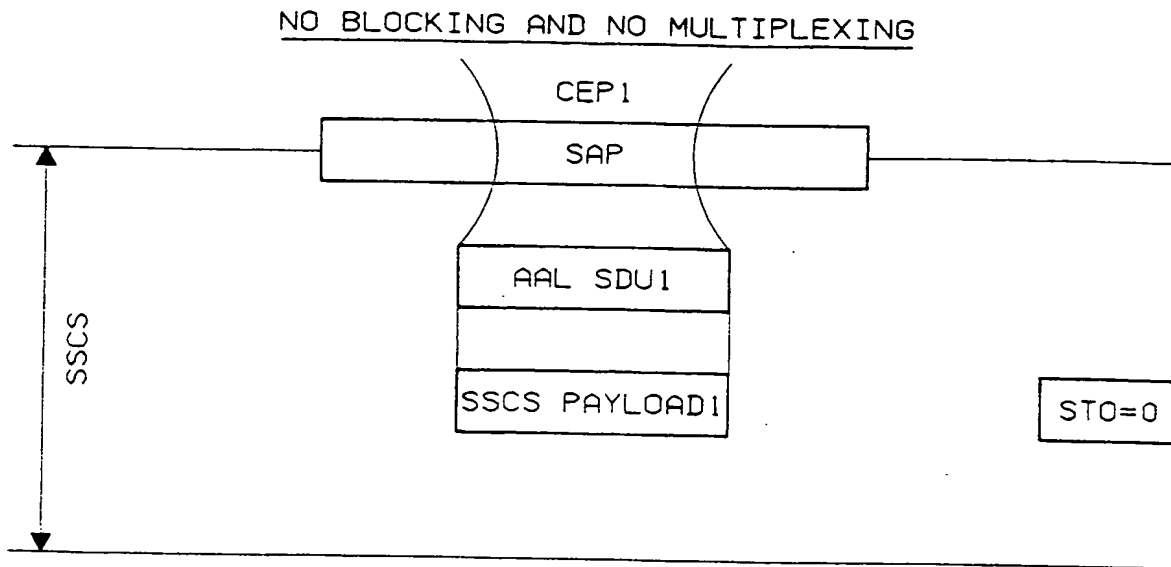 NO BLOCKING AND NO MULTIPLEXING
CEP1
SAP
AAL SDU1
SSCS
SSCS PAYLOAD1
STO=0